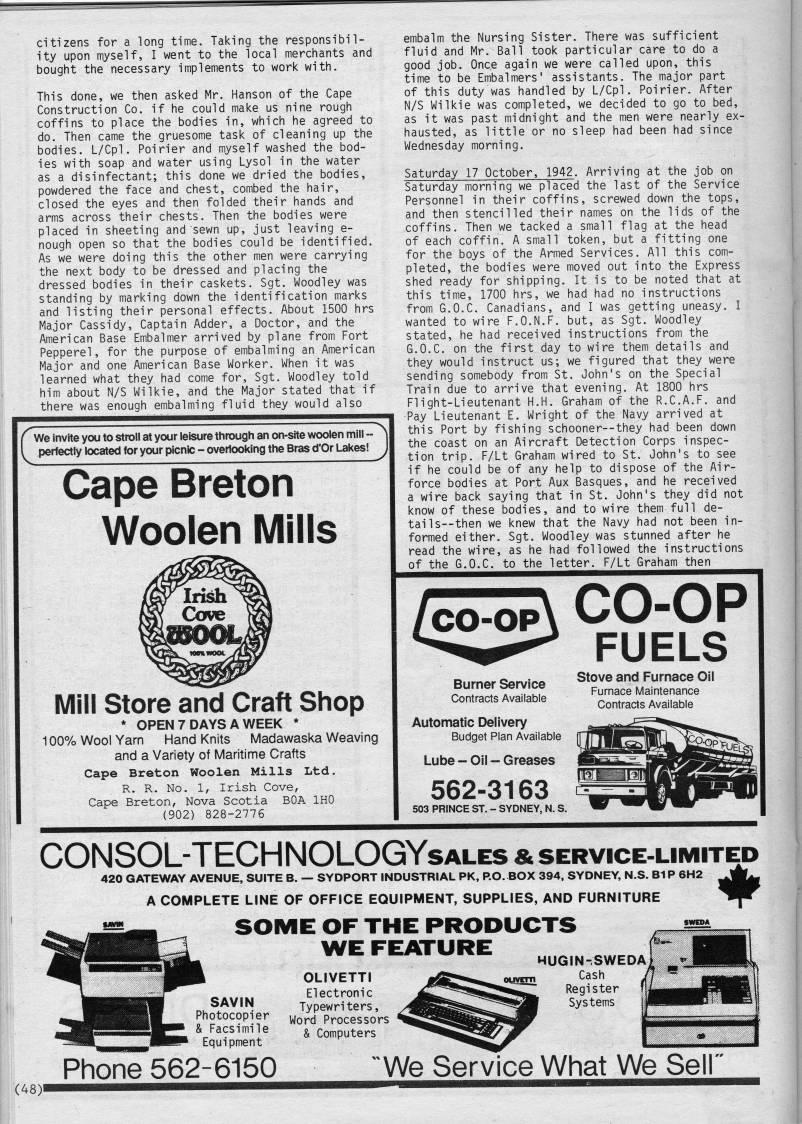 citizens for a long time. Taking the responsibil-
ity upon myself, I went to the local merchants and
bought the necessary implements to work with.

This done, we then asked Mr. Hanson of the Cape
Construction Co. if he could make us nine rough
coffins to place the bodies in, which he agreed to
do. Then came the gruesome task of cleaning up the
bodies. L/Cpl. Poirier and myself washed the bod-
ies with soap and water using Lysol in the water
as a disinfectant; this done we dried the bodies,
powdered the face and chest, combed the hair,
closed the eyes and then folded their hands and
arms across their chests. Then the bodies were
placed in sheeting and sewn up, just leaving e-
nough open so that the bodies could be identified.
As we were doing this the other men were carrying
the next body to be dressed and placing the
dressed bodies in their caskets. Sgt. Woodley was
standing by marking down the identification marks
and listing their personal effects. About 1500 hrs
Major Cassidy, Captain Adder, a Doctor, and the
American Base Embalmer arrived by plane from Fort
Pepperel, for the purpose of embalming an American
Major and one American Base Worker. When it was
learned what they had come for, Sgt. Woodley told
him about N/S Wilkie, and the Major stated that if
there was enough embalming fluid they would also
embalm the Nursing Sister. There was sufficient
fluid and Mr. Ball took particular care to do a
good job. Once again we were called upon, this
time to be Embalmers' assistants. The major part
of this duty was handled by L/Cpl. Poirier. After
N/S Wilkie was completed, we decided to go to bed,
as it was past midnight and the men were nearly ex-
hausted, as little or no sleep had been had since
Wednesday morning.

Saturday 17 October, 1942. Arriving at the job on
Saturday morning we placed the last of the Service
Personnel in their coffins, screwed down the tops,
and then stencilled their names on the lids of the
coffins. Then we tacked a small flag at the head
of each coffin. A small token, but a fitting one
for the boys of the Armed Services. All this com-
pleted, the bodies were moved out into the Express
shed ready for shipping. It is to be noted that at
this time, 1700 hrs, we had had no instructions
from G.O.C. Canadians, and I was getting uneasy. I
wanted to wire F.O.N.F. but, as Sgt. Woodley
stated, he had received instructions from the
G.O.C. on the first day to wire them details and
they would instruct us; we figured that they were
sending somebody from St. John's on the Special
Train due to arrive that evening. At 1800 hrs
Flight-Lieutenant H.H. Graham of the R.C.A.F. and
Pay Lieutenant E. Wright of the Navy arrived at
this Port by fishing schooner--they had been down
the coast on an Aircraft Detection Corps inspec-
tion trip. F/Lt Graham wired to St. John's to see
if he could be of any help to dispose of the Air-
force bodies at Port Aux Basques, and he received
a wire back saying that in St. John's they did not
know of these bodies, and to wire them full de-
tails--then we knew that the Navy had not been in-
formed either. Sgt. Woodley was stunned after he
read the wire, as he had followed the instructions
of the G.O.C. to the letter. F/Lt Graham then

We invite you to stroll at your leisure through an on-site woolen mill --
perfectly located for your picnic – overlooking the Bras d'Or Lakes!
Cape Breton
Woolen Mills
Irish
Cove
WOOL
100% WOOL
Mill Store and Craft Shop
* OPEN 7 DAYS A WEEK *
100% Wool Yarn Hand Knits Madawaska Weaving
and a Variety of Maritime Crafts
Cape Breton Woolen Mills Ltd.
R. R. No. 1, Irish Cove,
Cape Breton, Nova Scotia B0A 1H0
(902) 828-2776

CO-OP
CO-OP
FUELS
Burner Service
Contracts Available
Stove and Furnace Oil
Furnace Maintenance
Contracts Available
Automatic Delivery
Budget Plan Available
Lube – Oil – Greases
562-3163
503 PRINCE ST. – SYDNEY, N. S.
CO-OP FUELS

CONSOL-TECHNOLOGY SALES & SERVICE-LIMITED
420 GATEWAY AVENUE, SUITE B. — SYDPORT INDUSTRIAL PK, P.O. BOX 394, SYDNEY, N.S. B1P 6H2
A COMPLETE LINE OF OFFICE EQUIPMENT, SUPPLIES, AND FURNITURE
SOME OF THE PRODUCTS
WE FEATURE
SAVIN
SAVIN
Photocopier
& Facsimile
Equipment
OLIVETTI
Electronic
Typewriters,
Word Processors
& Computers
OLIVETTI
HUGIN-SWEDA
Cash
Register
Systems
SWEDA
Phone 562-6150
"We Service What We Sell"
(48)